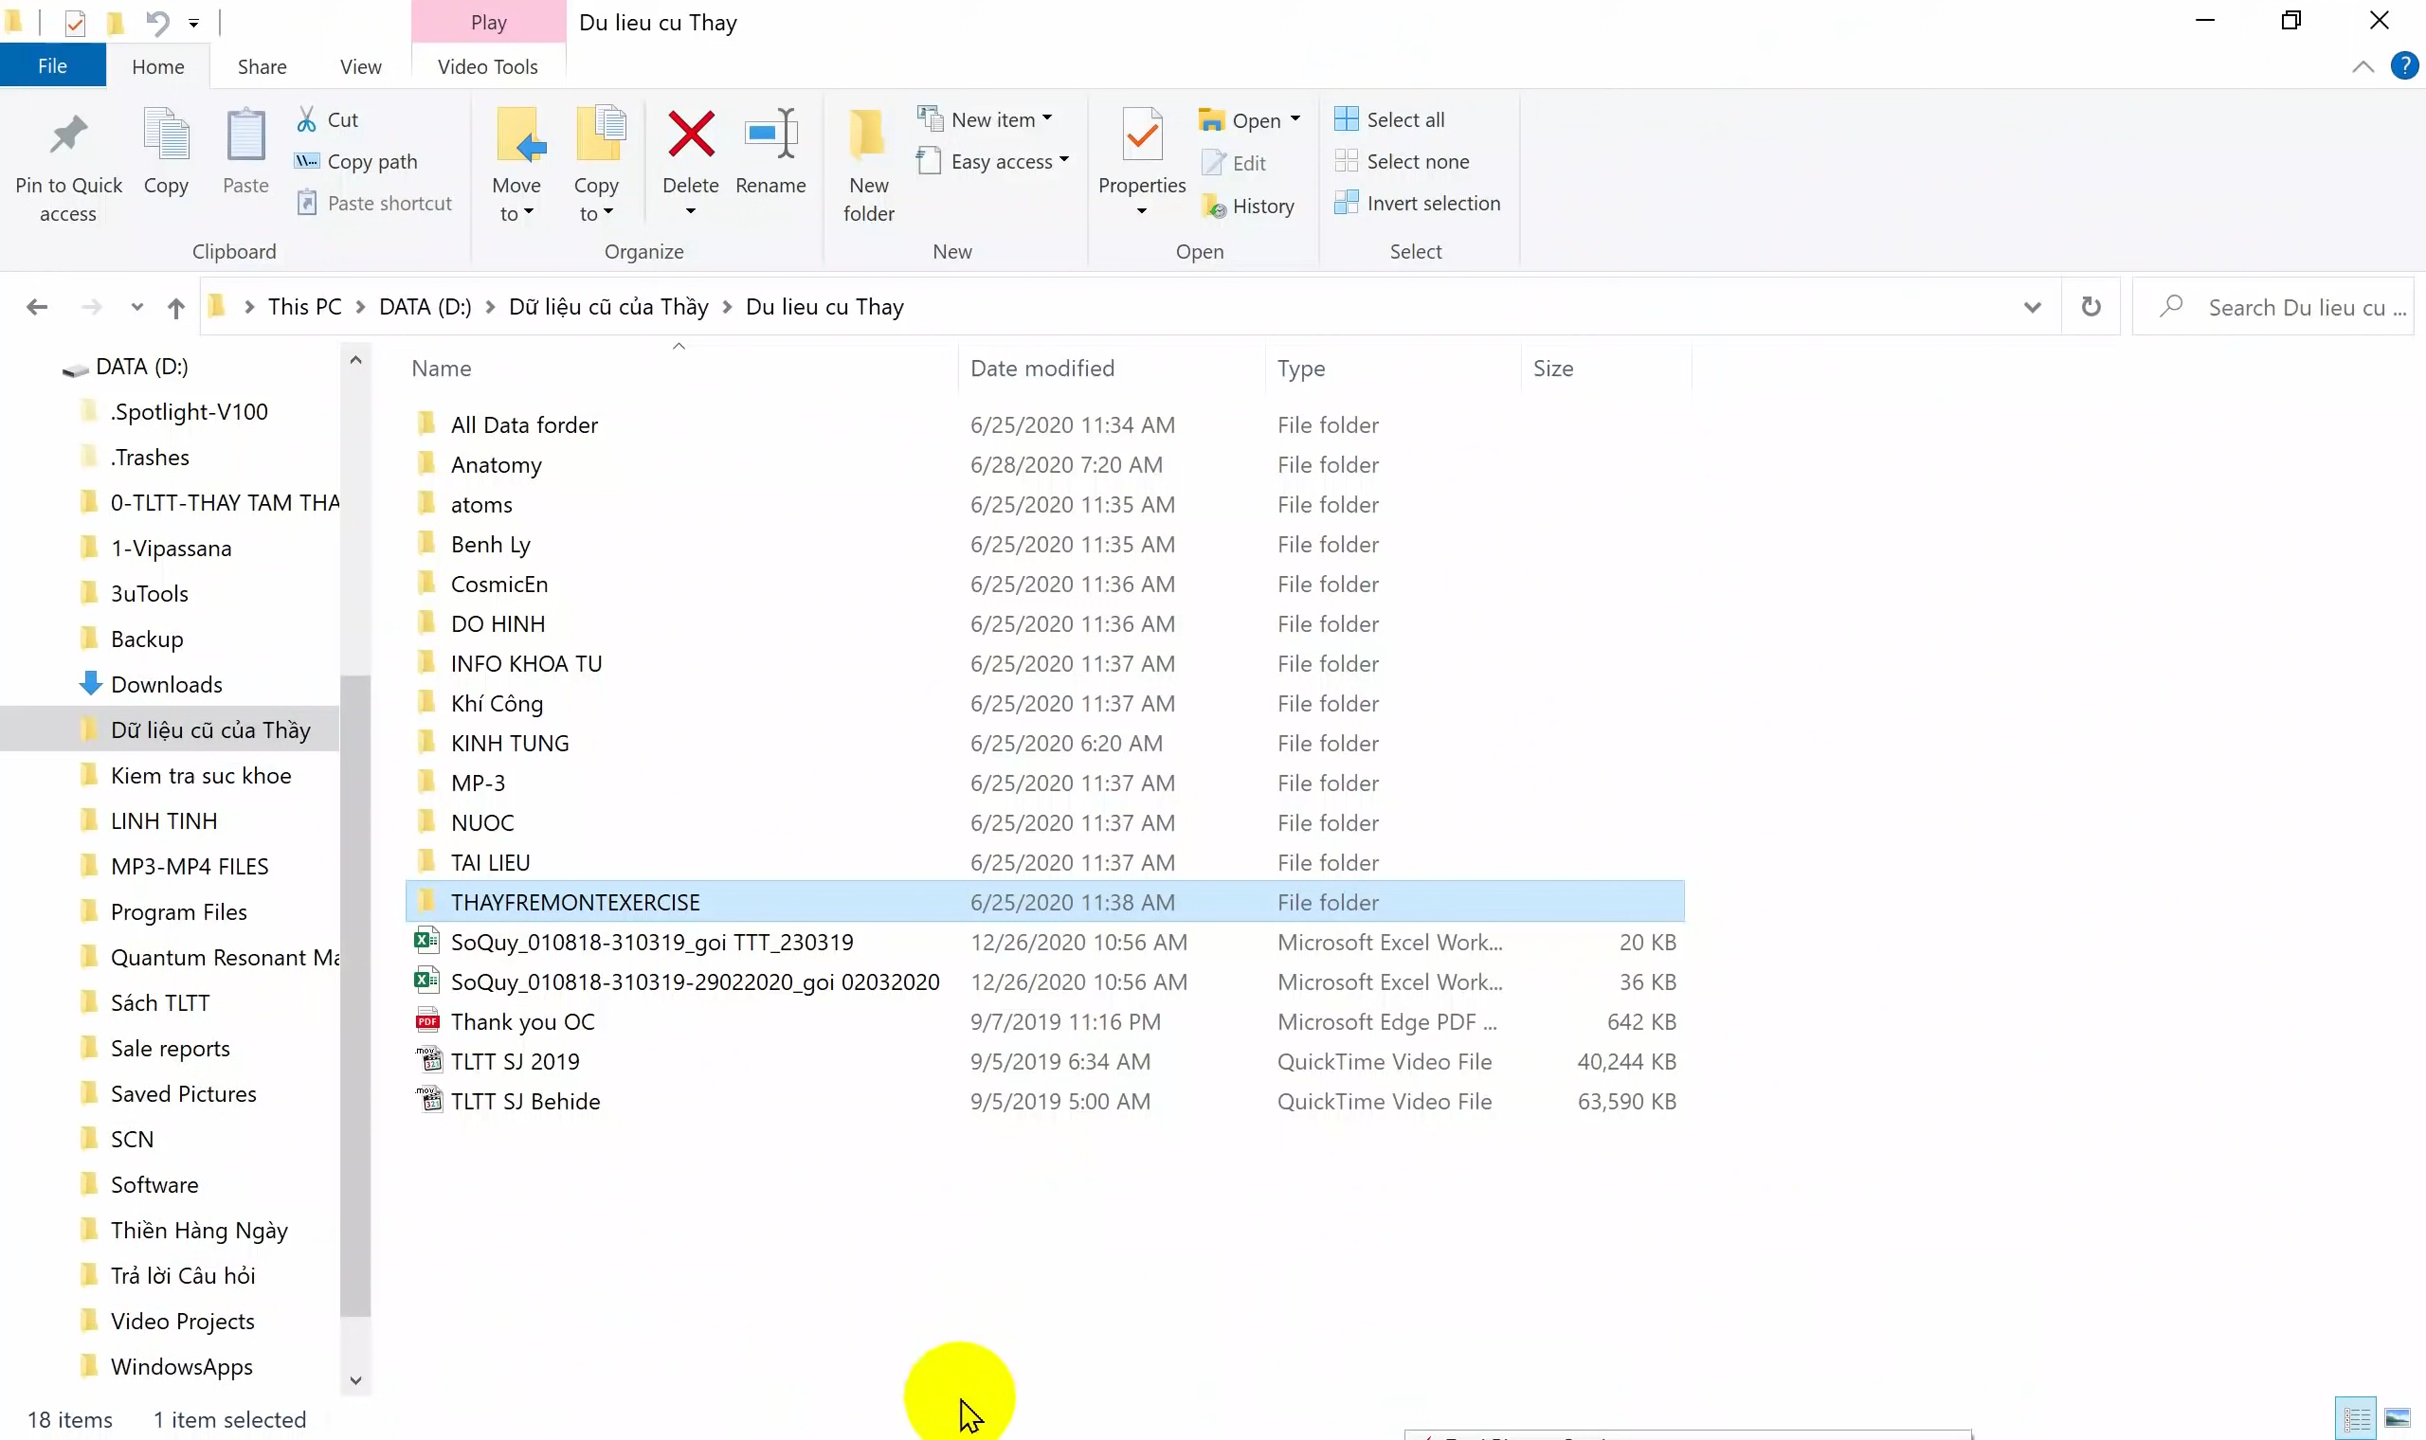 Play
Du lieu cu Thay
File
Home
Share
View
Video Tools
Pin to Quick access
Copy
Paste
Cut
Copy path
Paste shortcut
Clipboard
Move to
Copy to
Delete
Rename
Organize
New folder
New item
Easy access
New
Properties
Open
Edit
History
Open
Select all
Select none
Invert selection
Select
This PC > DATA (D:) > Dữ liệu cũ của Thầy > Du lieu cu Thay
Search Du lieu cu ...
DATA (D:)
.Spotlight-V100
.Trashes
0-TLTT-THAY TAM THA
1-Vipassana
3uTools
Backup
Downloads
Dữ liệu cũ của Thầy
Kiem tra suc khoe
LINH TINH
MP3-MP4 FILES
Program Files
Quantum Resonant Ma
Sách TLTT
Sale reports
Saved Pictures
SCN
Software
Thiền Hàng Ngày
Trả lời Câu hỏi
Video Projects
WindowsApps
Name Date modified Type Size
All Data forder 6/25/2020 11:34 AM File folder
Anatomy 6/28/2020 7:20 AM File folder
atoms 6/25/2020 11:35 AM File folder
Benh Ly 6/25/2020 11:35 AM File folder
CosmicEn 6/25/2020 11:36 AM File folder
DO HINH 6/25/2020 11:36 AM File folder
INFO KHOA TU 6/25/2020 11:37 AM File folder
Khí Công 6/25/2020 11:37 AM File folder
KINH TUNG 6/25/2020 6:20 AM File folder
MP-3 6/25/2020 11:37 AM File folder
NUOC 6/25/2020 11:37 AM File folder
TAI LIEU 6/25/2020 11:37 AM File folder
THAYFREMONTEXERCISE 6/25/2020 11:38 AM File folder
SoQuy_010818-310319_goi TTT_230319 12/26/2020 10:56 AM Microsoft Excel Work... 20 KB
SoQuy_010818-310319-29022020_goi 02032020 12/26/2020 10:56 AM Microsoft Excel Work... 36 KB
Thank you OC 9/7/2019 11:16 PM Microsoft Edge PDF ... 642 KB
TLTT SJ 2019 9/5/2019 6:34 AM QuickTime Video File 40,244 KB
TLTT SJ Behide 9/5/2019 5:00 AM QuickTime Video File 63,590 KB
18 items 1 item selected